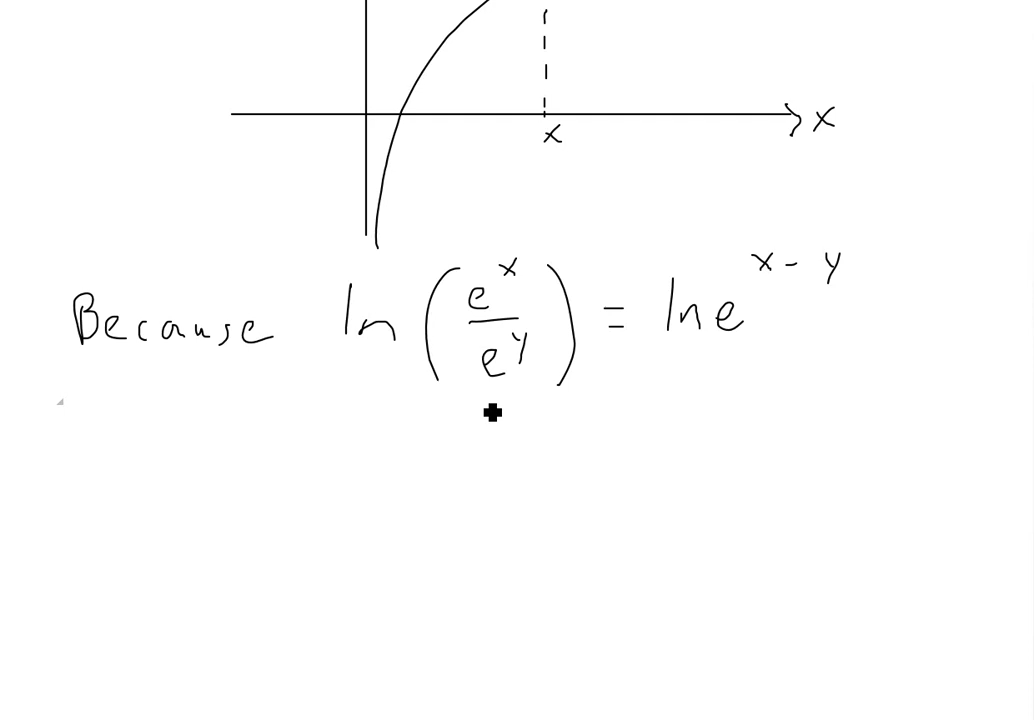 x
x
Because ln(e^x/e^y) = ln e^{x-y}